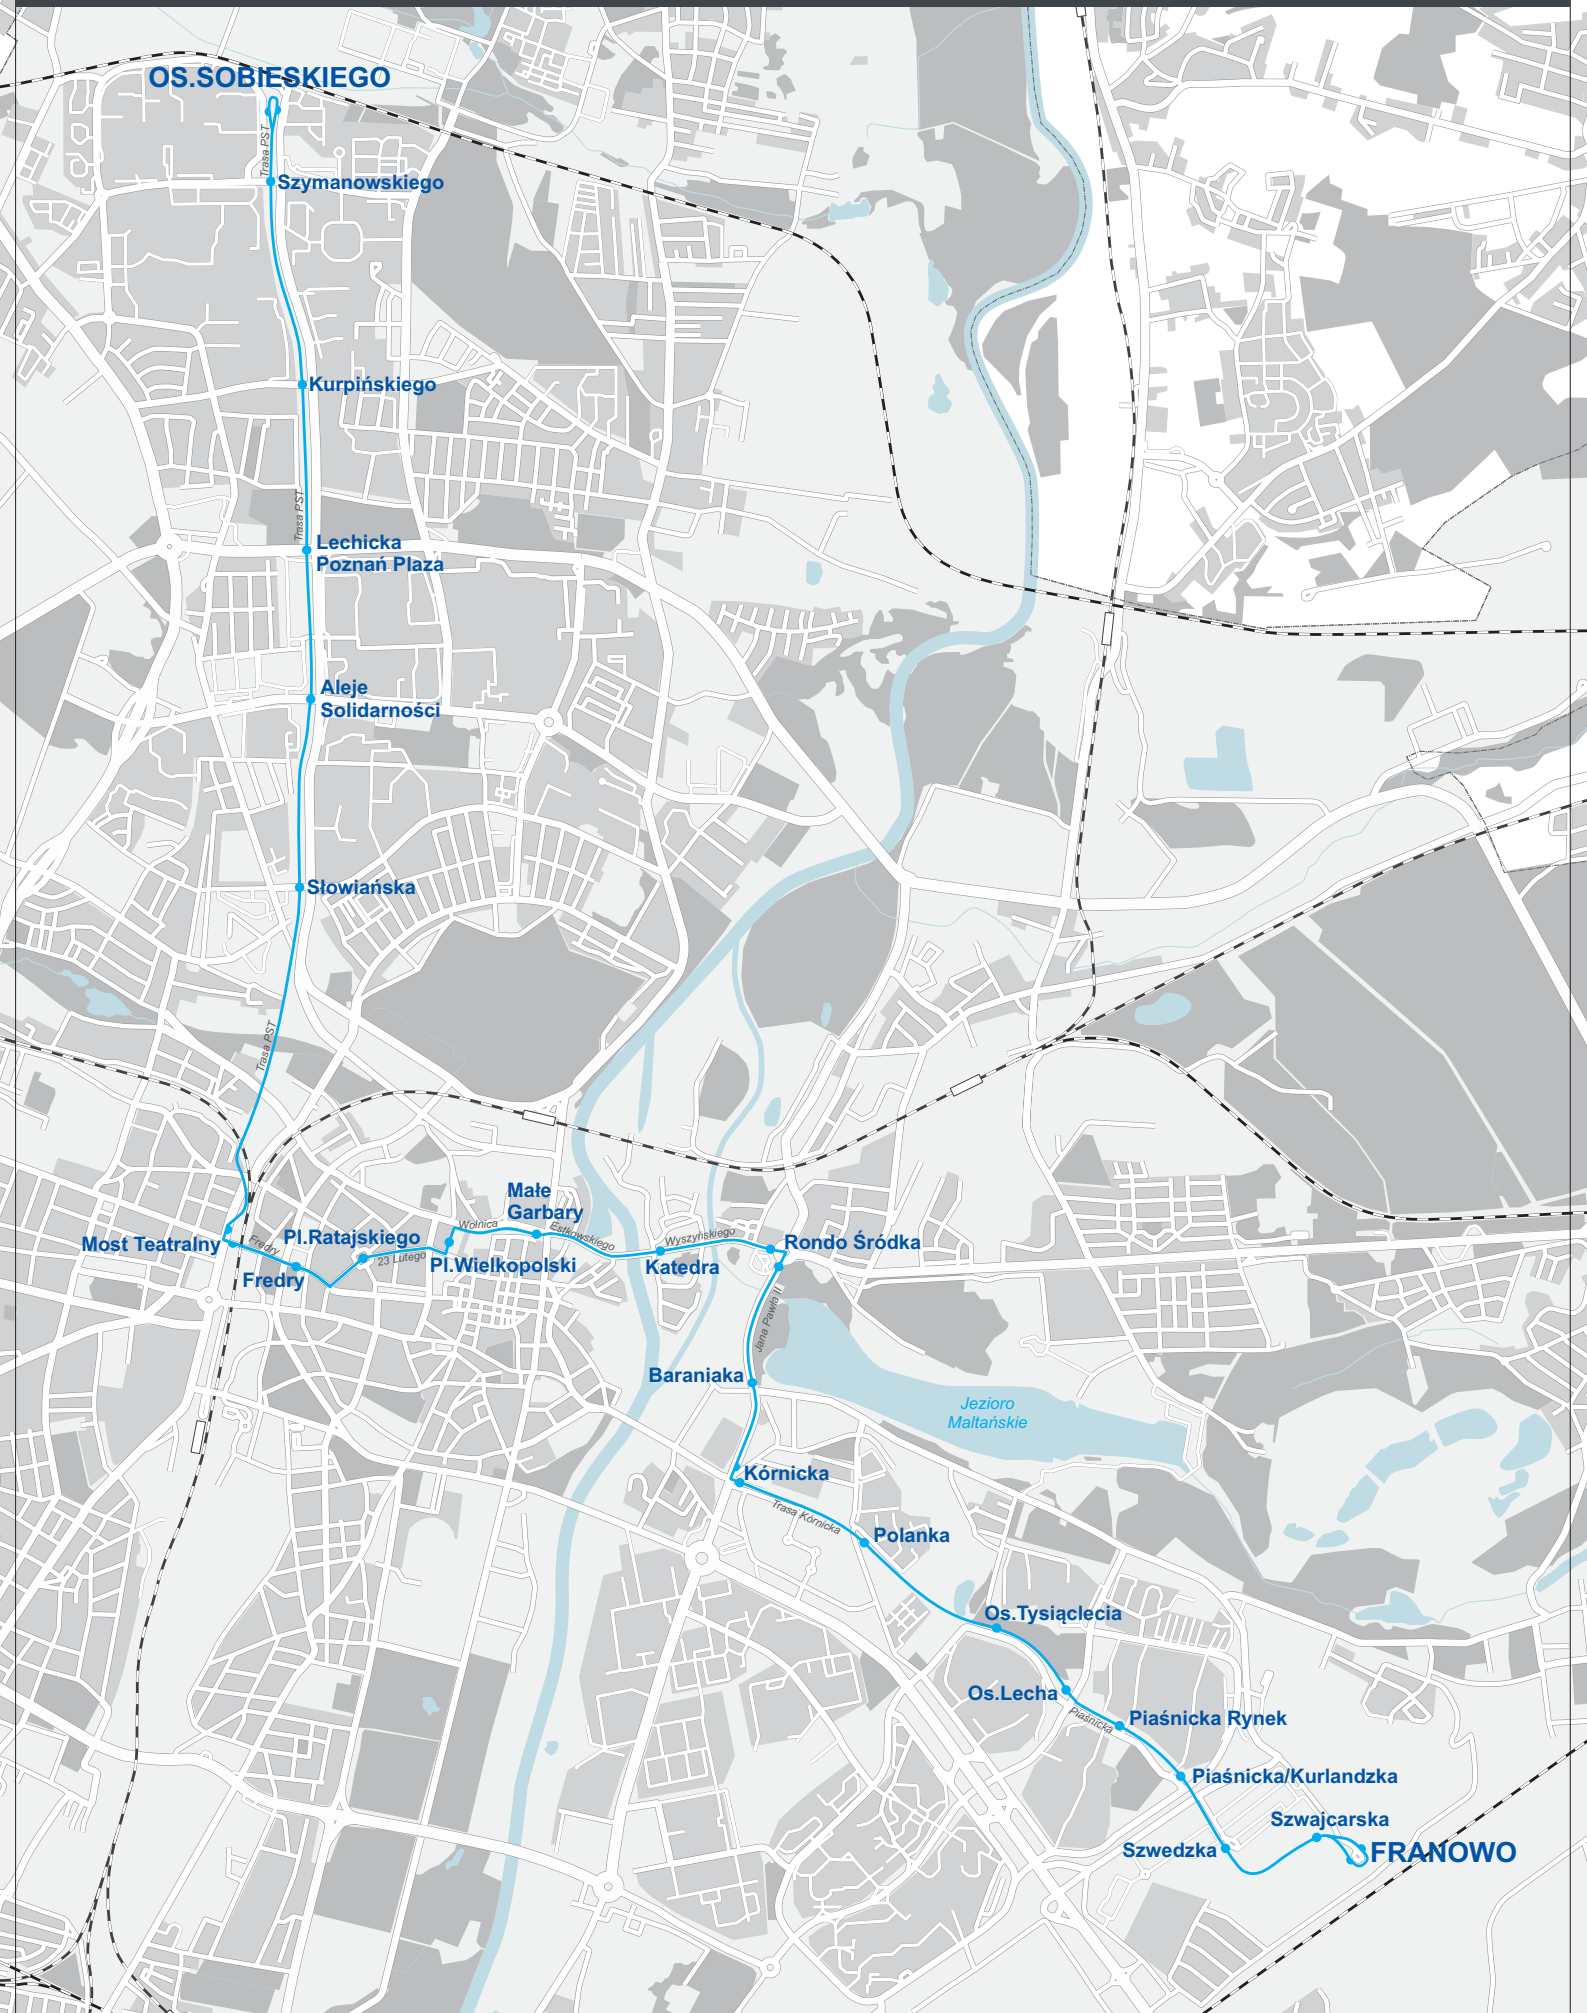 OS.SOBIESKIEGO
Trasa PST
Szymanowskiego
Kurpińskiego
Trasa PST
Lechicka
Poznań Plaza
Aleje
Solidarności
Słowiańska
Trasa PST
Most Teatralny
Fredry
Fredry
Pl.Ratajskiego
23 Lutego
Pl.Wielkopolski
Wolnica
Małe
Garbary
Estkowskiego
Katedra
Wyszyńskiego
Rondo Śródka
Jana Pawła II
Baraniaka
Jezioro
Maltańskie
Kórnicka
Trasa Kórnicka
Polanka
Os.Tysiąclecia
Os.Lecha
Piaśnicka
Piaśnicka Rynek
Piaśnicka/Kurlandzka
Szwedzka
Szwajcarska
FRANOWO